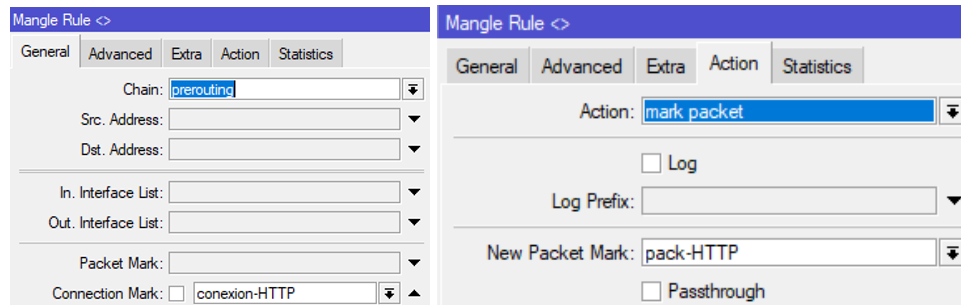 Mangle Rule <>
General Advanced Extra Action Statistics
Chain: prerouting
Src. Address:
Dst. Address:
In. Interface List:
Out. Interface List:
Packet Mark:
Connection Mark: conexion-HTTP
Mangle Rule <>
General Advanced Extra Action Statistics
Action: mark packet
Log
Log Prefix:
New Packet Mark: pack-HTTP
Passthrough